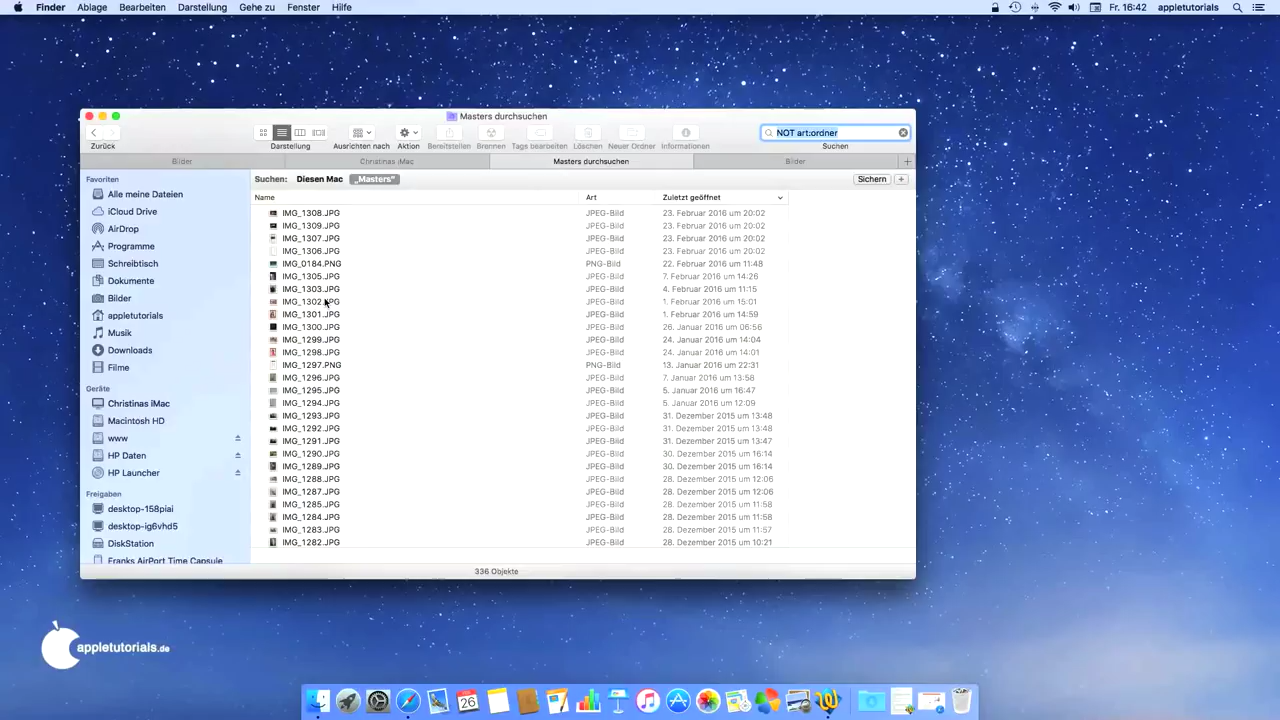 Finder Ablage Bearbeiten Darstellung Gehe zu Fenster Hilfe Fr. 16:42 appletutorials
Masters durchsuchen
NOT art:ordner
Zurück Darstellung Ausrichten nach Aktion Bereitstellen Brennen Tags bearbeiten Löschen Neuer Ordner Informationen Suchen
Bilder Christinas iMac Masters durchsuchen Bilder +
Suchen: Diesen Mac „Masters“ Sichern +
Name Art Zuletzt geöffnet
Favoriten
Alle meine Dateien
iCloud Drive
AirDrop
Programme
Schreibtisch
Dokumente
Bilder
appletutorials
Musik
Downloads
Filme
Geräte
Christinas iMac
Macintosh HD
www
HP Daten
HP Launcher
Freigaben
desktop-158piai
desktop-ig6vhd5
DiskStation
Franks AirPort Time Capsule
IMG_1308.JPG JPEG-Bild 23. Februar 2016 um 20:02
IMG_1309.JPG JPEG-Bild 23. Februar 2016 um 20:02
IMG_1307.JPG JPEG-Bild 23. Februar 2016 um 20:02
IMG_1306.JPG JPEG-Bild 23. Februar 2016 um 20:02
IMG_0184.PNG PNG-Bild 22. Februar 2016 um 11:48
IMG_1305.JPG JPEG-Bild 7. Februar 2016 um 14:26
IMG_1303.JPG JPEG-Bild 4. Februar 2016 um 11:15
IMG_1302.JPG JPEG-Bild 1. Februar 2016 um 15:01
IMG_1301.JPG JPEG-Bild 1. Februar 2016 um 14:59
IMG_1300.JPG JPEG-Bild 26. Januar 2016 um 06:56
IMG_1299.JPG JPEG-Bild 24. Januar 2016 um 14:04
IMG_1298.JPG JPEG-Bild 24. Januar 2016 um 14:01
IMG_1297.PNG PNG-Bild 13. Januar 2016 um 22:31
IMG_1296.JPG JPEG-Bild 7. Januar 2016 um 13:58
IMG_1295.JPG JPEG-Bild 5. Januar 2016 um 16:47
IMG_1294.JPG JPEG-Bild 5. Januar 2016 um 12:09
IMG_1293.JPG JPEG-Bild 31. Dezember 2015 um 13:48
IMG_1292.JPG JPEG-Bild 31. Dezember 2015 um 13:48
IMG_1291.JPG JPEG-Bild 31. Dezember 2015 um 13:47
IMG_1290.JPG JPEG-Bild 30. Dezember 2015 um 16:14
IMG_1289.JPG JPEG-Bild 30. Dezember 2015 um 16:14
IMG_1288.JPG JPEG-Bild 28. Dezember 2015 um 12:06
IMG_1287.JPG JPEG-Bild 28. Dezember 2015 um 12:06
IMG_1285.JPG JPEG-Bild 28. Dezember 2015 um 11:58
IMG_1284.JPG JPEG-Bild 28. Dezember 2015 um 11:58
IMG_1283.JPG JPEG-Bild 28. Dezember 2015 um 11:57
IMG_1282.JPG JPEG-Bild 28. Dezember 2015 um 10:21
336 Objekte
appletutorials.de
26